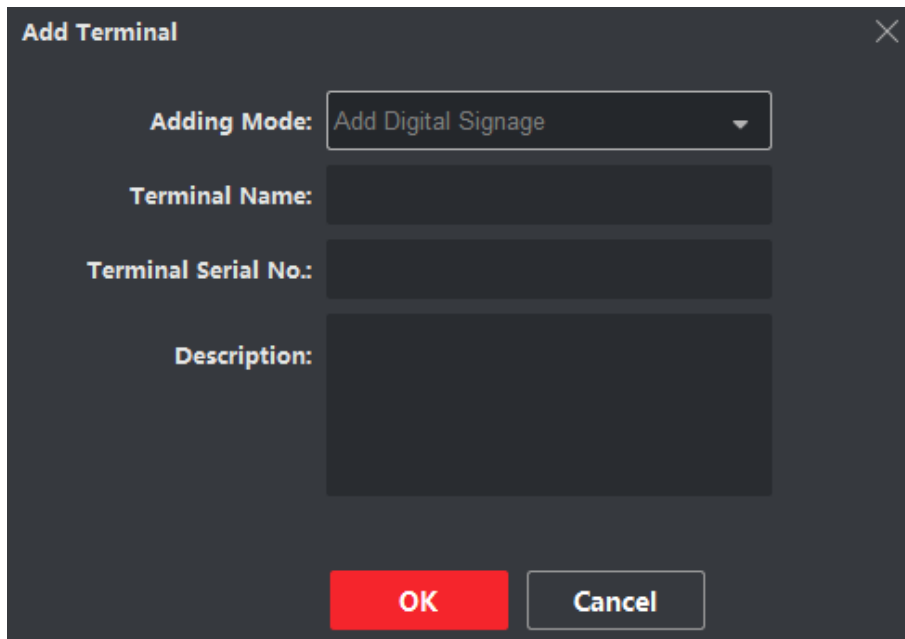 Add Terminal
Adding Mode: Add Digital Signage
Terminal Name:
Terminal Serial No.:
Description:
OK Cancel